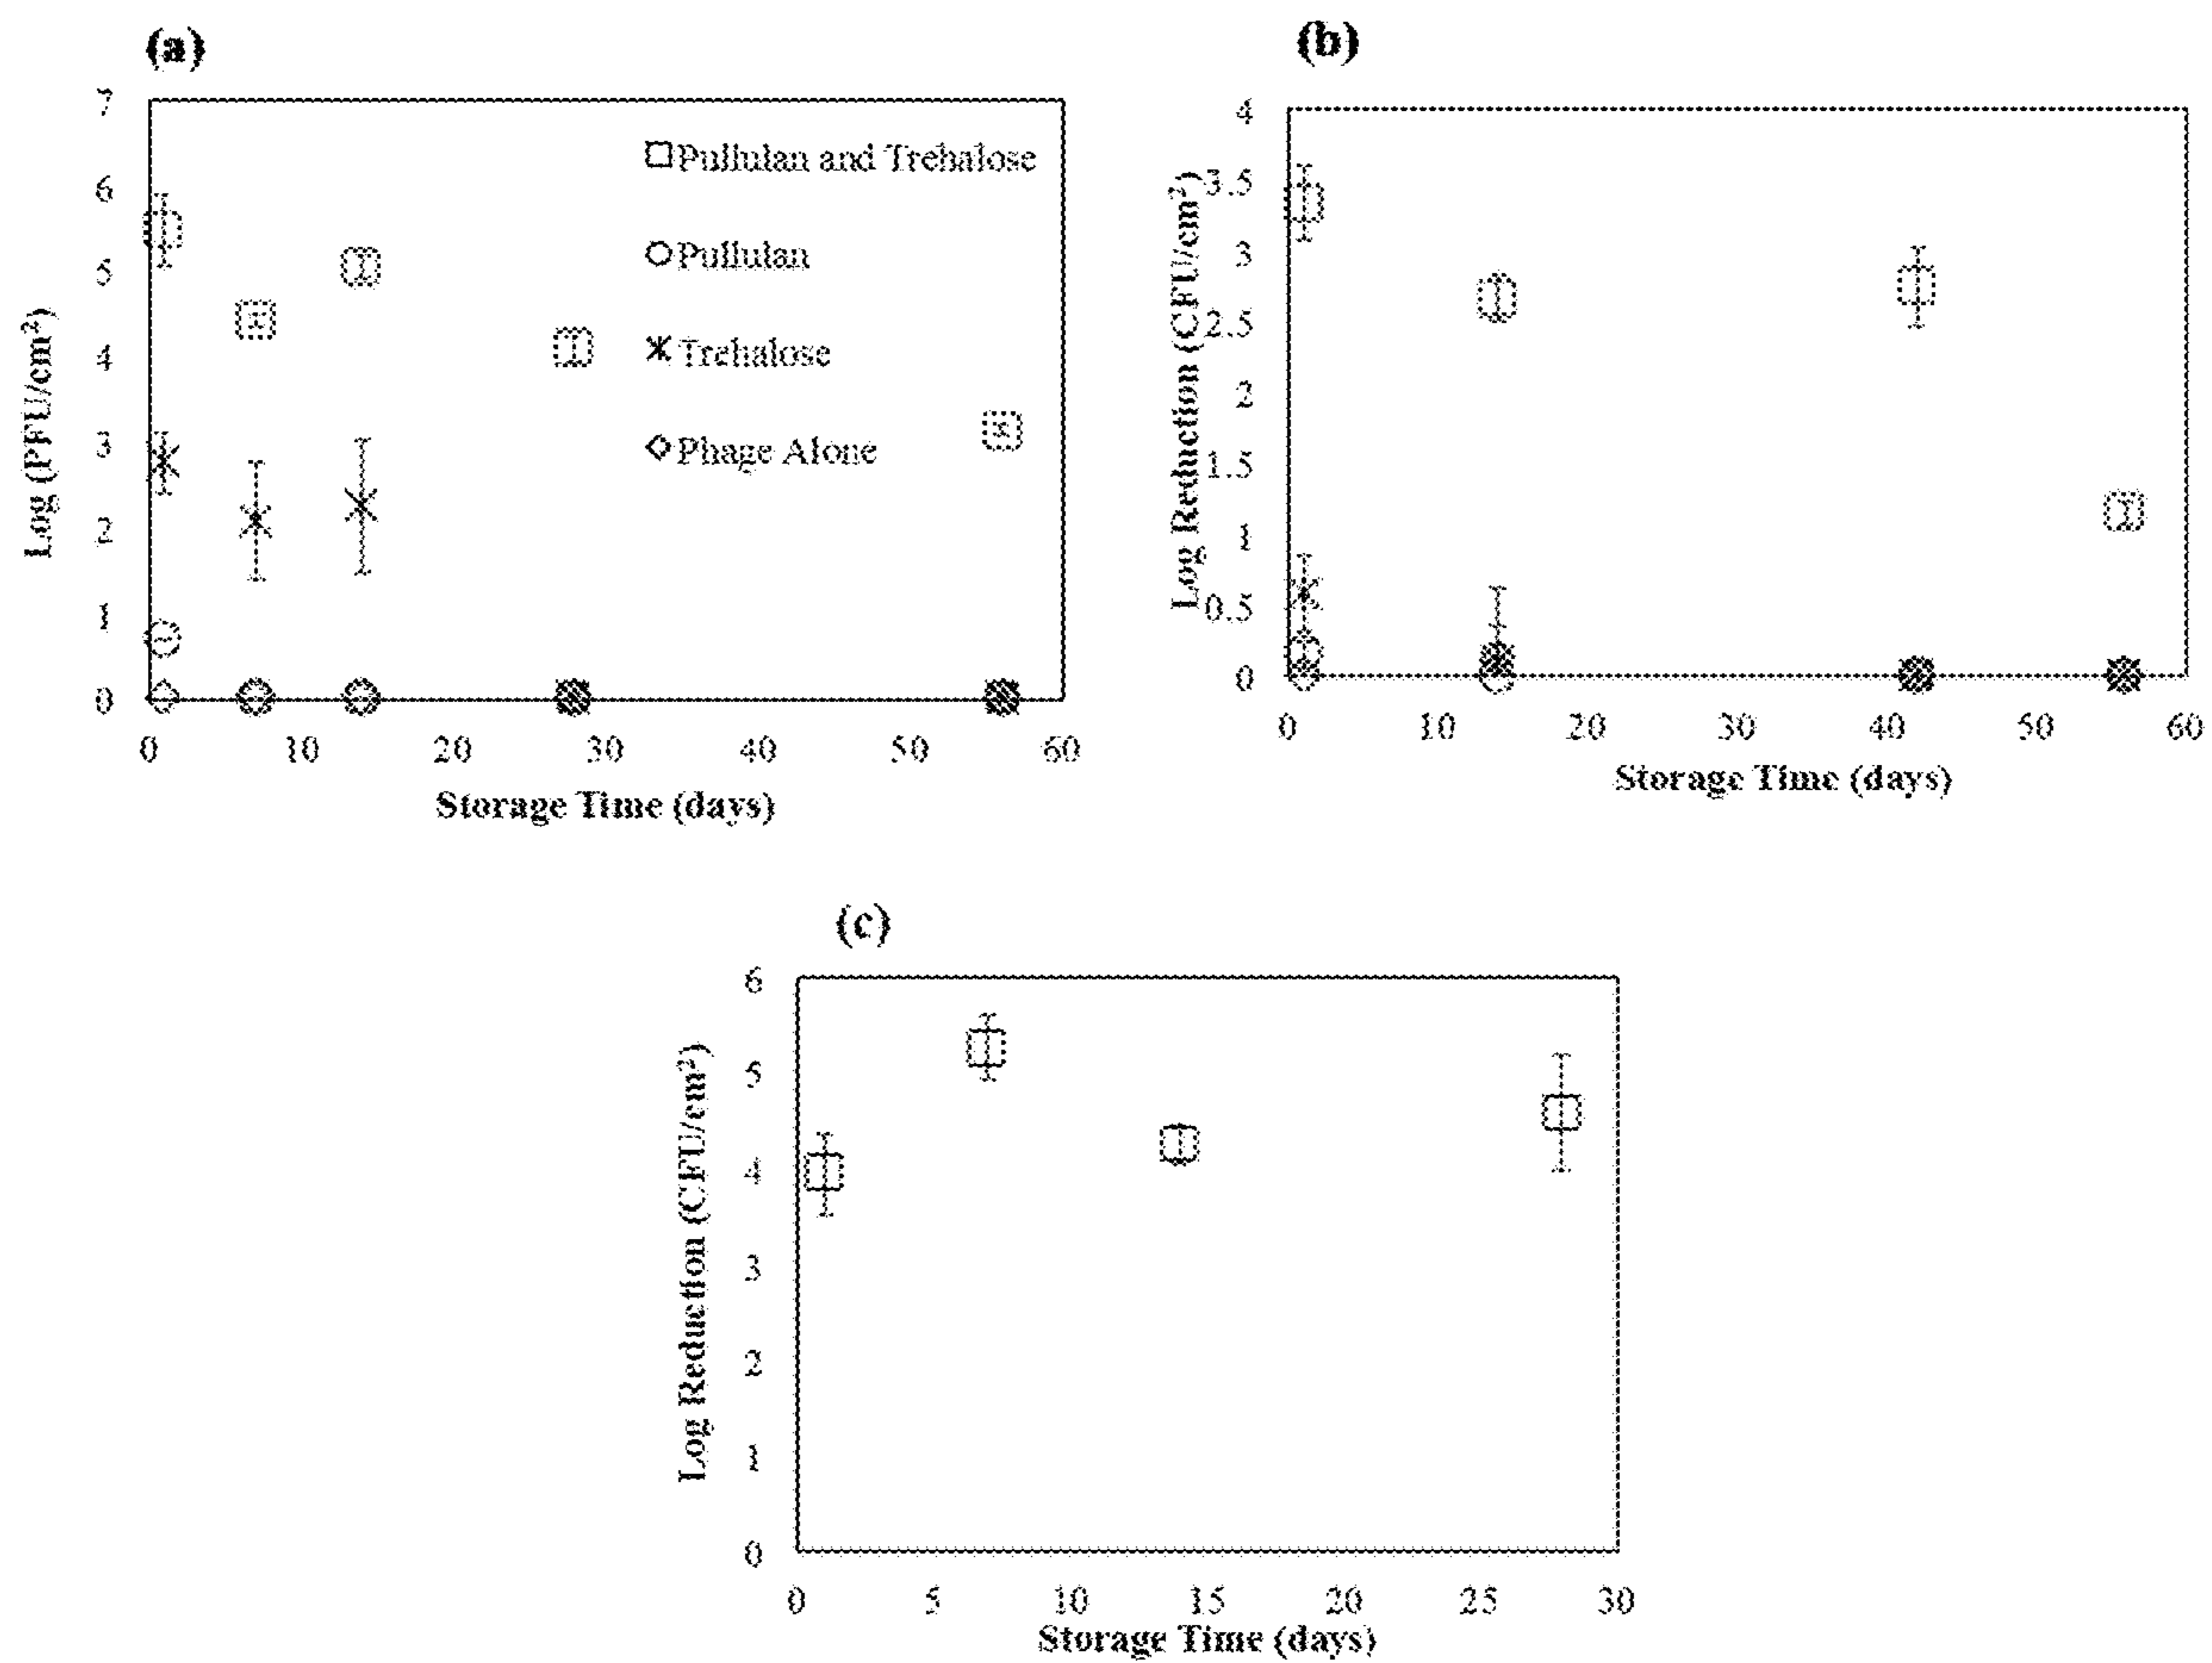 (a)
7
6
5
4
3
2
1
0
Log (PFU/cm²)
Pullulan and Trehalose
Pullulan
Trehalose
Phage Alone
0 10 20 30 40 50 60
Storage Time (days)
(b)
4
3.5
3
2.5
2
1.5
1
0.5
0
Log Reduction (CFU/cm²)
0 10 20 30 40 50 60
Storage Time (days)
(c)
6
5
4
3
2
1
0
Log Reduction (CFU/cm²)
0 5 10 15 20 25 30
Storage Time (days)